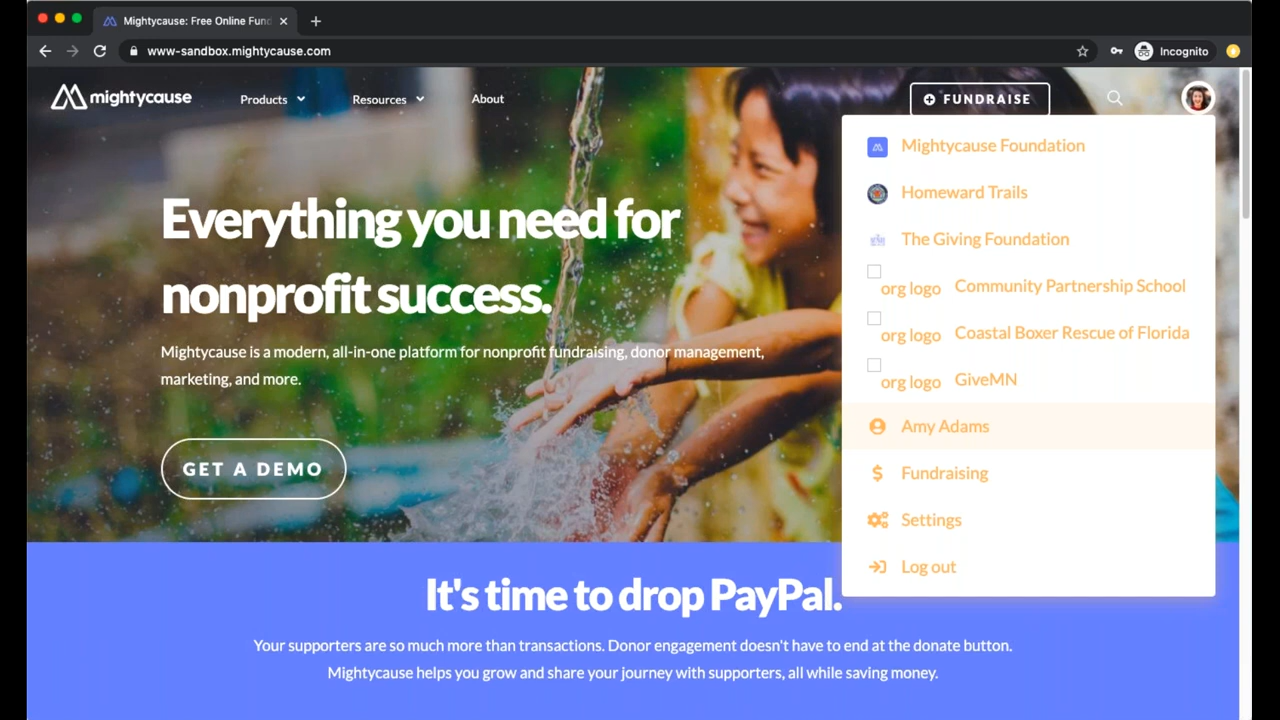 Mightycause: Free Online Fund
www-sandbox.mightycause.com
Incognito
mightycause
Products
Resources
About
FUNDRAISE
Everything you need for
nonprofit success.
Mightycause is a modern, all-in-one platform for nonprofit fundraising, donor management,
marketing, and more.
GET A DEMO
Mightycause Foundation
Homeward Trails
The Giving Foundation
org logo Community Partnership School
org logo Coastal Boxer Rescue of Florida
org logo GiveMN
Amy Adams
Fundraising
Settings
Log out
It's time to drop PayPal.
Your supporters are so much more than transactions. Donor engagement doesn't have to end at the donate button.
Mightycause helps you grow and share your journey with supporters, all while saving money.